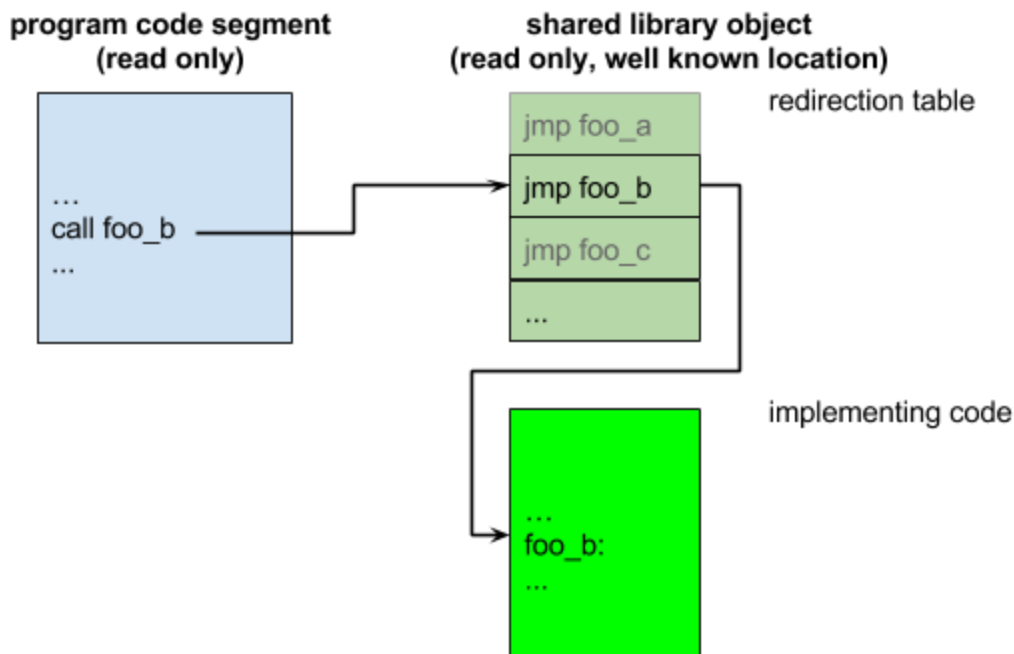 program code segment
(read only)
shared library object
(read only, well known location)
redirection table
jmp foo_a
jmp foo_b
jmp foo_c
...
...
call foo_b
...
implementing code
...
foo_b:
...